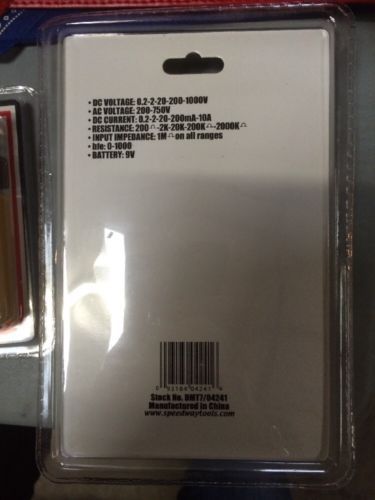 • DC VOLTAGE: 0.2-2-20-200-1000V
• AC VOLTAGE: 200-750V
• DC CURRENT: 0.2-2-20-200mA-10A
• RESISTANCE: 200Ω-2K-20K-200KΩ-2000KΩ
• INPUT IMPEDANCE: 1MΩ on all ranges
• hfe: 0-1000
• BATTERY: 9V
Stock No. DMT7/04241
Manufactured in China
www.speedwaytools.com